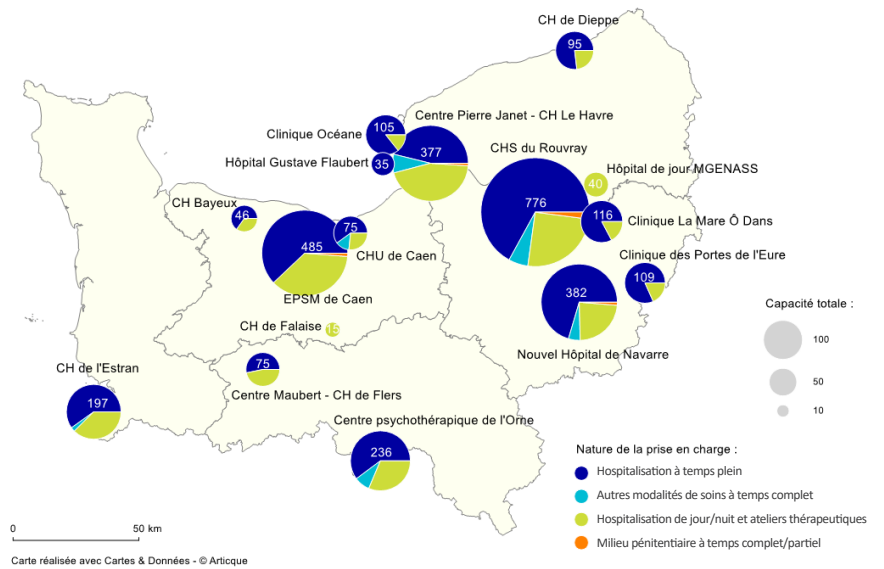 CH de Dieppe
95
Centre Pierre Janet - CH Le Havre
Clinique Océane
105
377
CHS du Rouvray
Hôpital Gustave Flaubert
35
Hôpital de jour MGENASS
40
776
CH Bayeux
46
116
Clinique La Mare Ô Dans
75
485
CHU de Caen
Clinique des Portes de l'Eure
109
EPSM de Caen
382
CH de Falaise
15
Nouvel Hôpital de Navarre
CH de l'Estran
197
75
Centre Maubert - CH de Flers
Centre psychothérapique de l'Orne
236
Capacité totale :
100
50
10
Nature de la prise en charge :
Hospitalisation à temps plein
Autres modalités de soins à temps complet
Hospitalisation de jour/nuit et ateliers thérapeutiques
Milieu pénitentiaire à temps complet/partiel
0
50 km
Carte réalisée avec Cartes & Données - © Articque